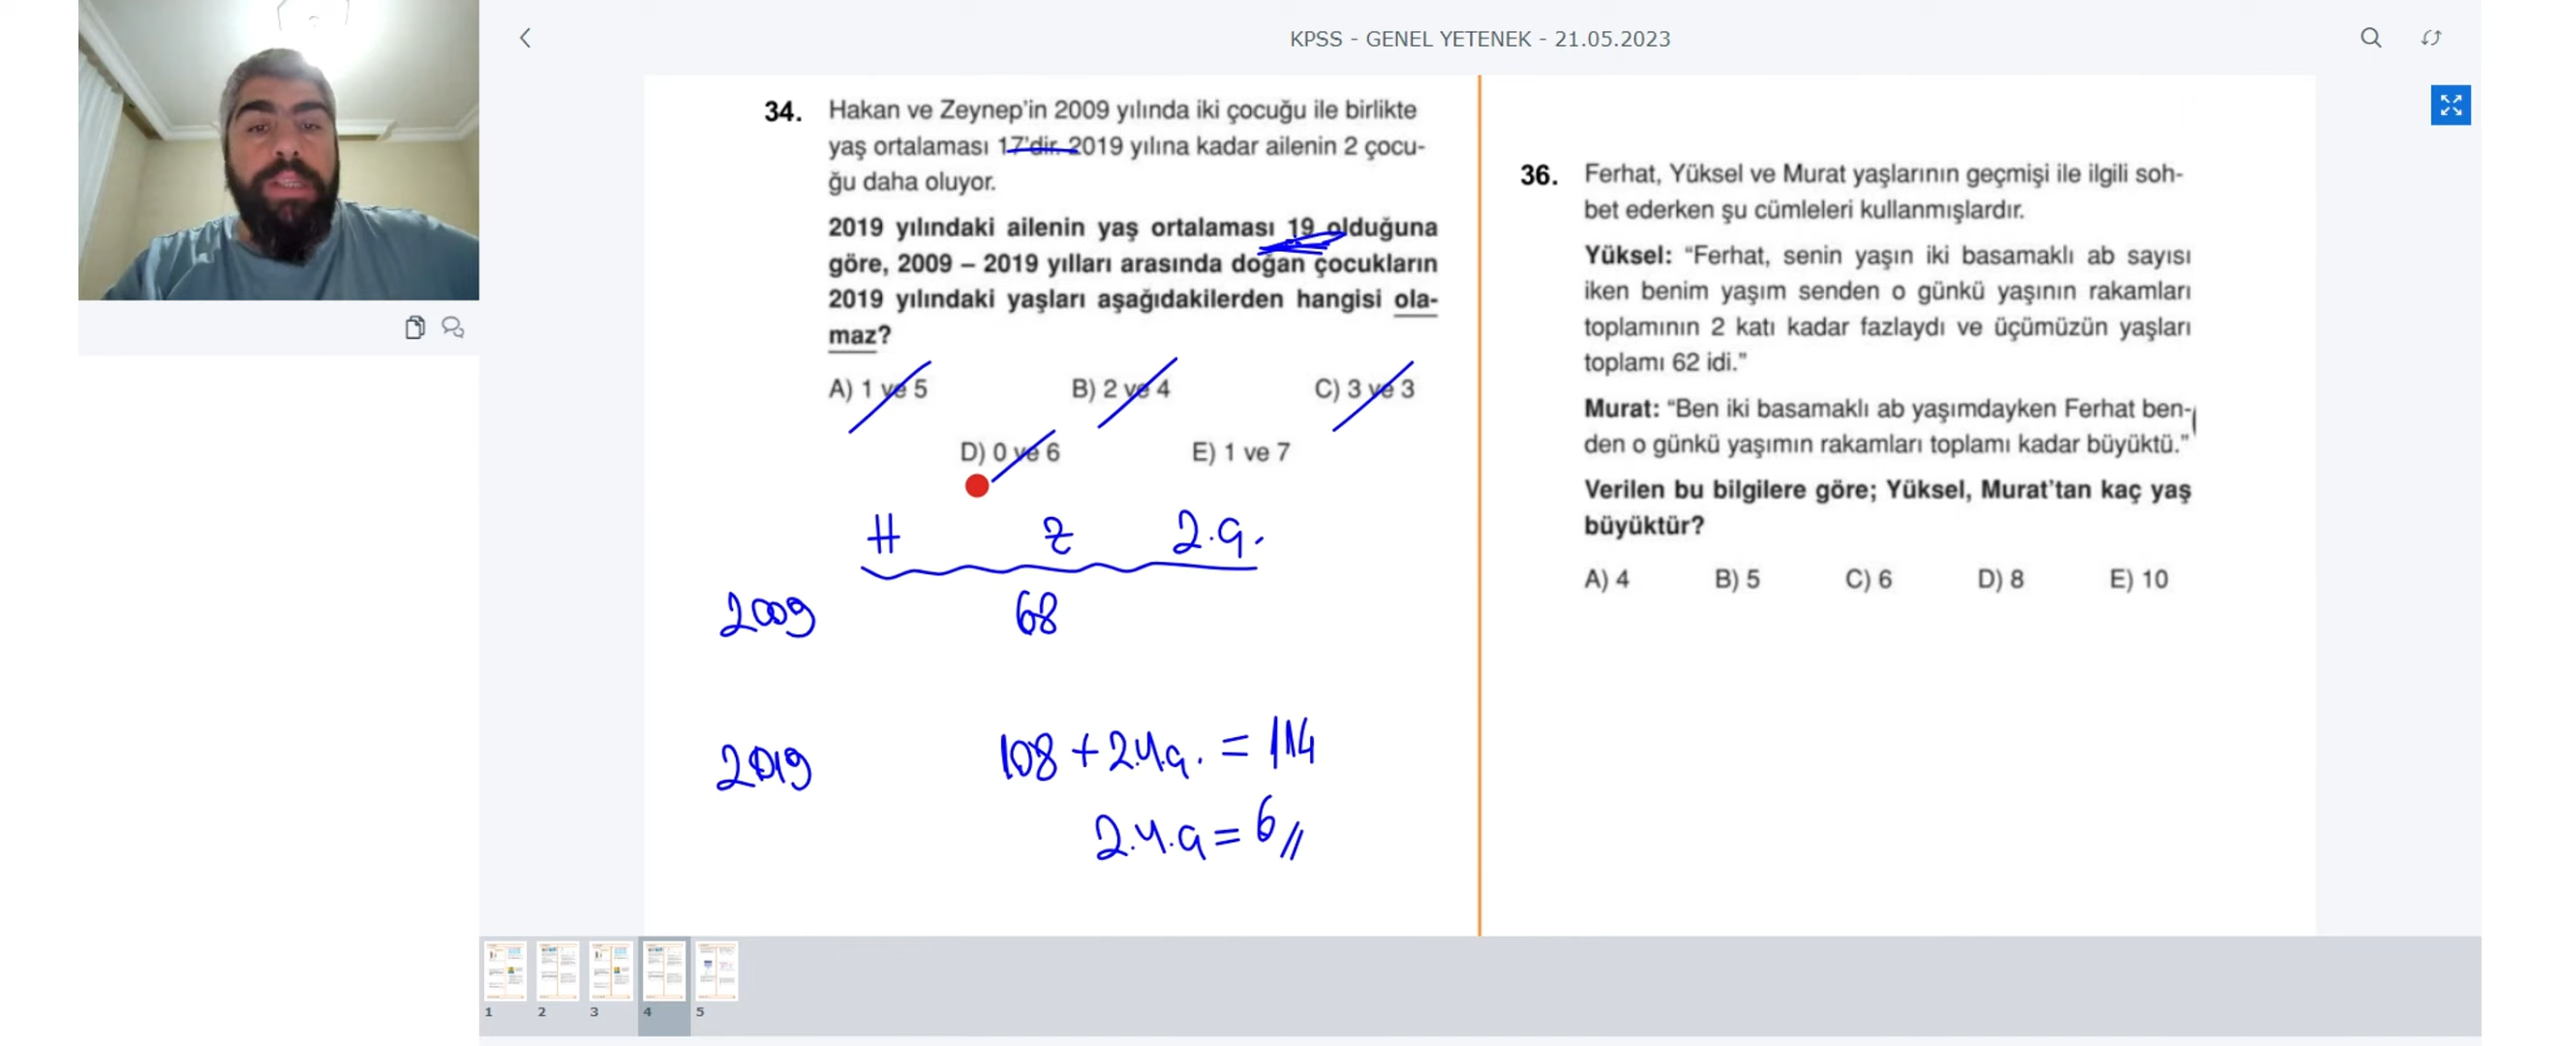 KPSS - GENEL YETENEK - 21.05.2023
34. Hakan ve Zeynep'in 2009 yılında iki çocuğu ile birlikte
yaş ortalaması 17'dir. 2019 yılına kadar ailenin 2 çocu-
ğu daha oluyor.
2019 yılındaki ailenin yaş ortalaması 19 olduğuna
göre, 2009 – 2019 yılları arasında doğan çocukların
2019 yılındaki yaşları aşağıdakilerden hangisi ola-
maz?
A) 1 ve 5 B) 2 ve 4 C) 3 ve 3
D) 0 ve 6 E) 1 ve 7
H Z 2.ç.
2009 68
2019 108 + 2.y.ç. = 114
2.y.ç = 6 //
36. Ferhat, Yüksel ve Murat yaşlarının geçmişi ile ilgili soh-
bet ederken şu cümleleri kullanmışlardır.
Yüksel: “Ferhat, senin yaşın iki basamaklı ab sayısı
iken benim yaşım senden o günkü yaşının rakamları
toplamının 2 katı kadar fazlaydı ve üçümüzün yaşları
toplamı 62 idi.”
Murat: “Ben iki basamaklı ab yaşımdayken Ferhat ben-
den o günkü yaşımın rakamları toplamı kadar büyüktü.”
Verilen bu bilgilere göre; Yüksel, Murat'tan kaç yaş
büyüktür?
A) 4 B) 5 C) 6 D) 8 E) 10
1 2 3 4 5